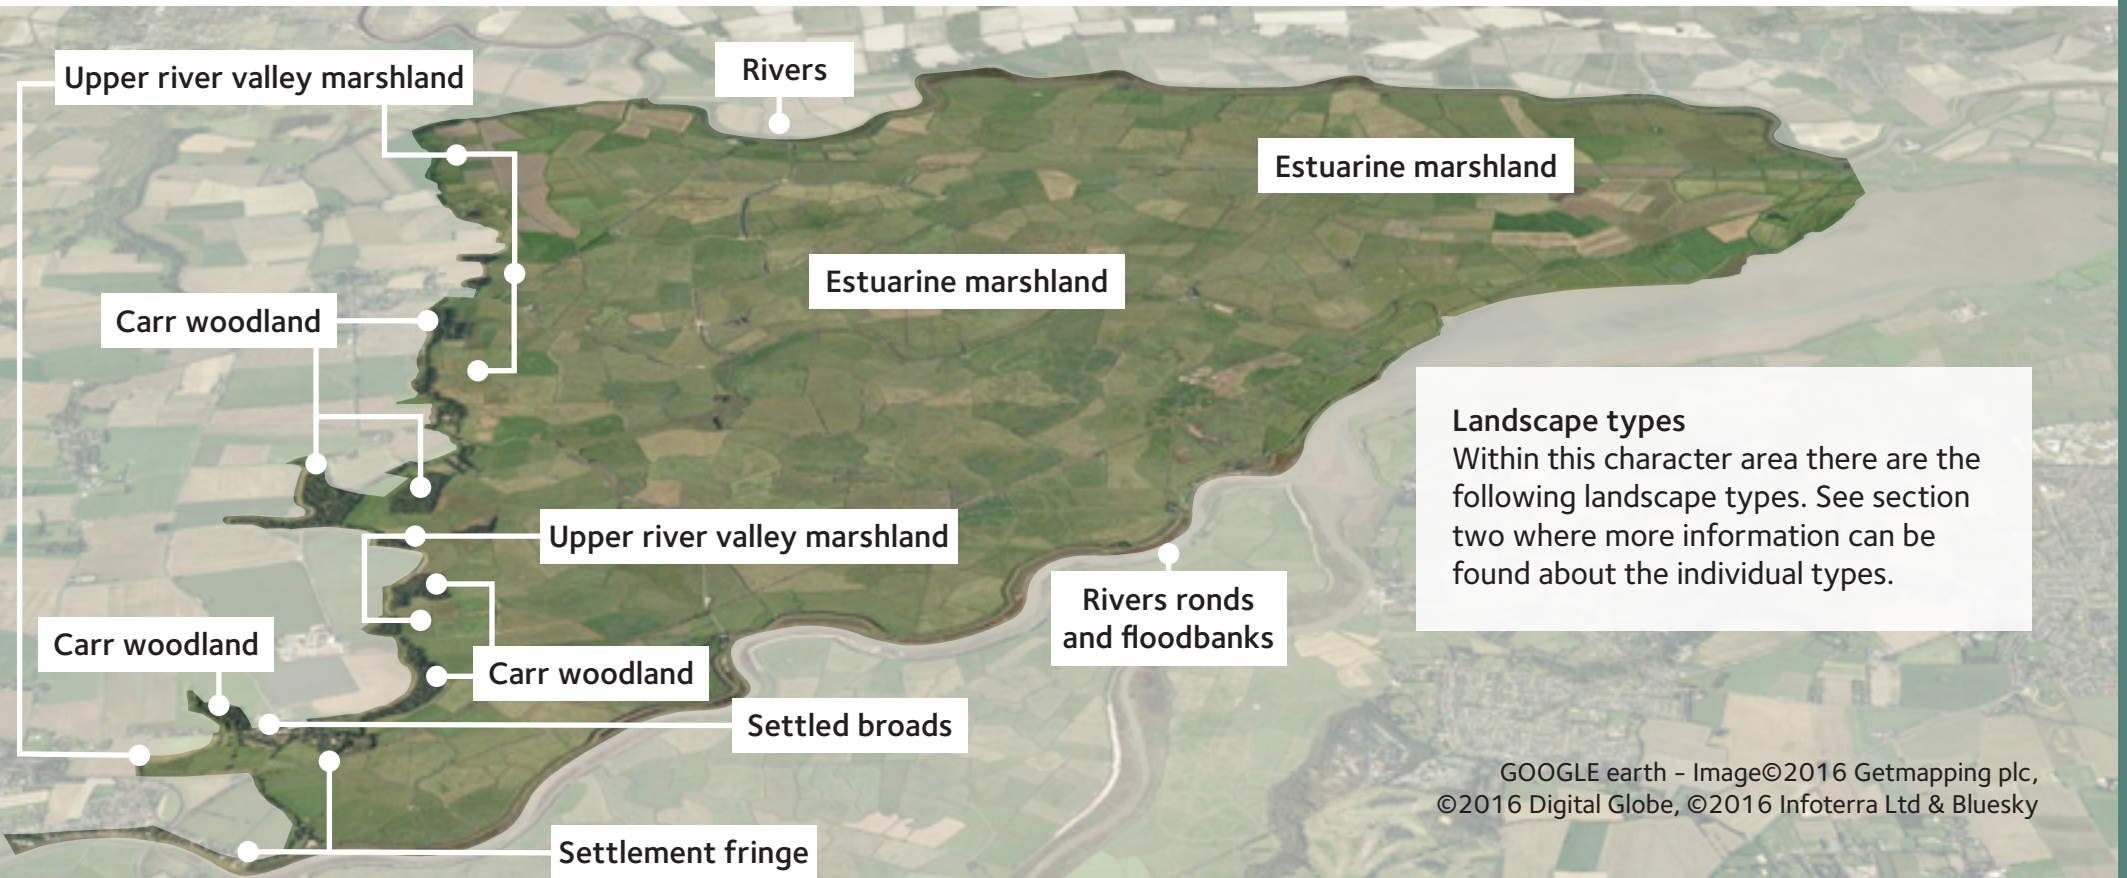 Rivers
Upper river valley marshland
Estuarine marshland
Estuarine marshland
Carr woodland
Landscape types
Within this character area there are the
following landscape types. See section
two where more information can be
found about the individual types.
Upper river valley marshland
Rivers ronds
and floodbanks
Carr woodland
Carr woodland
Settled broads
GOOGLE earth – Image©2016 Getmapping plc,
©2016 Digital Globe, ©2016 Infoterra Ltd & Bluesky
Settlement fringe